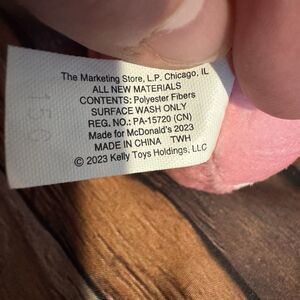 The Marketing Store, L.P. Chicago, IL
ALL NEW MATERIALS
CONTENTS: Polyester Fibers
SURFACE WASH ONLY
REG. NO.: PA-15720 (CN)
Made for McDonald's 2023
MADE IN CHINA TWH
© 2023 Kelly Toys Holdings, LLC